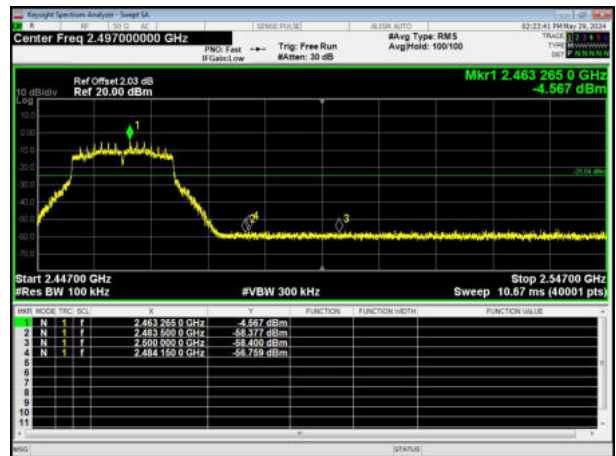 Keysight Spectrum Analyzer - Swept SA
R RF 50 Ω AC SENSE:PULSE ALIGN AUTO 02:23:41 PM May 29, 2024
Center Freq 2.497000000 GHz #Avg Type: RMS TRACE 1 2 3 4 5 6
PNO: Fast Trig: Free Run Avg|Hold: 100/100 TYPE M W W W W W
IFGain:Low #Atten: 30 dB DET P N N N N N
Ref Offset 2.03 dB Mkr1 2.463 265 0 GHz
10 dB/div Ref 20.00 dBm -4.567 dBm
Log
10.0
1
0.00
-10.0
-20.0
-30.0
-40.0
-50.0
4 3
-60.0
-70.0
Start 2.44700 GHz Stop 2.54700 GHz
#Res BW 100 kHz #VBW 300 kHz Sweep 10.67 ms (40001 pts)
MKR MODE TRC SCL X Y FUNCTION FUNCTION WIDTH FUNCTION VALUE
1 N 1 f 2.463 265 0 GHz -4.567 dBm
2 N 1 f 2.483 500 0 GHz -58.377 dBm
3 N 1 f 2.500 000 0 GHz -58.400 dBm
4 N 1 f 2.484 150 0 GHz -56.759 dBm
5
6
7
8
9
10
11
MSG STATUS